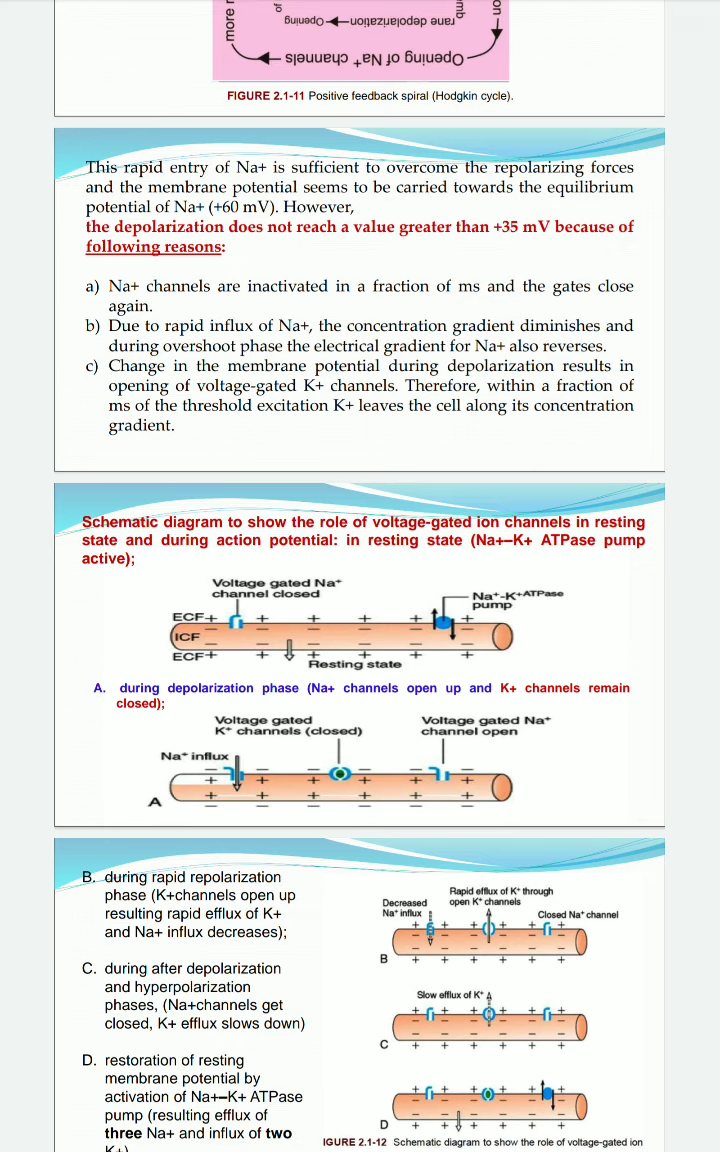 more
of
Opening of Na⁺ channels
rane depolarization→Opening
mb
on
FIGURE 2.1-11 Positive feedback spiral (Hodgkin cycle).
This rapid entry of Na+ is sufficient to overcome the repolarizing forces
and the membrane potential seems to be carried towards the equilibrium
potential of Na+ (+60 mV). However,
the depolarization does not reach a value greater than +35 mV because of
following reasons:
a) Na+ channels are inactivated in a fraction of ms and the gates close
again.
b) Due to rapid influx of Na+, the concentration gradient diminishes and
during overshoot phase the electrical gradient for Na+ also reverses.
c) Change in the membrane potential during depolarization results in
opening of voltage-gated K+ channels. Therefore, within a fraction of
ms of the threshold excitation K+ leaves the cell along its concentration
gradient.
Schematic diagram to show the role of voltage-gated ion channels in resting
state and during action potential: in resting state (Na+–K+ ATPase pump
active);
Voltage gated Na⁺
channel closed
Na⁺-K+ATPase
pump
ECF+ + + + + +
ICF
ECF+ + + + + +
Resting state
A. during depolarization phase (Na+ channels open up and K+ channels remain
closed);
Voltage gated
K⁺ channels (closed)
Voltage gated Na⁺
channel open
Na⁺ influx
A
B. during rapid repolarization
phase (K+channels open up
resulting rapid efflux of K+
and Na+ influx decreases);
C. during after depolarization
and hyperpolarization
phases, (Na+channels get
closed, K+ efflux slows down)
D. restoration of resting
membrane potential by
activation of Na+–K+ ATPase
pump (resulting efflux of
three Na+ and influx of two
K+)
Decreased
Na⁺ influx
Rapid efflux of K⁺ through
open K⁺ channels
Closed Na⁺ channel
B
Slow efflux of K⁺
C
D
IGURE 2.1-12 Schematic diagram to show the role of voltage-gated ion